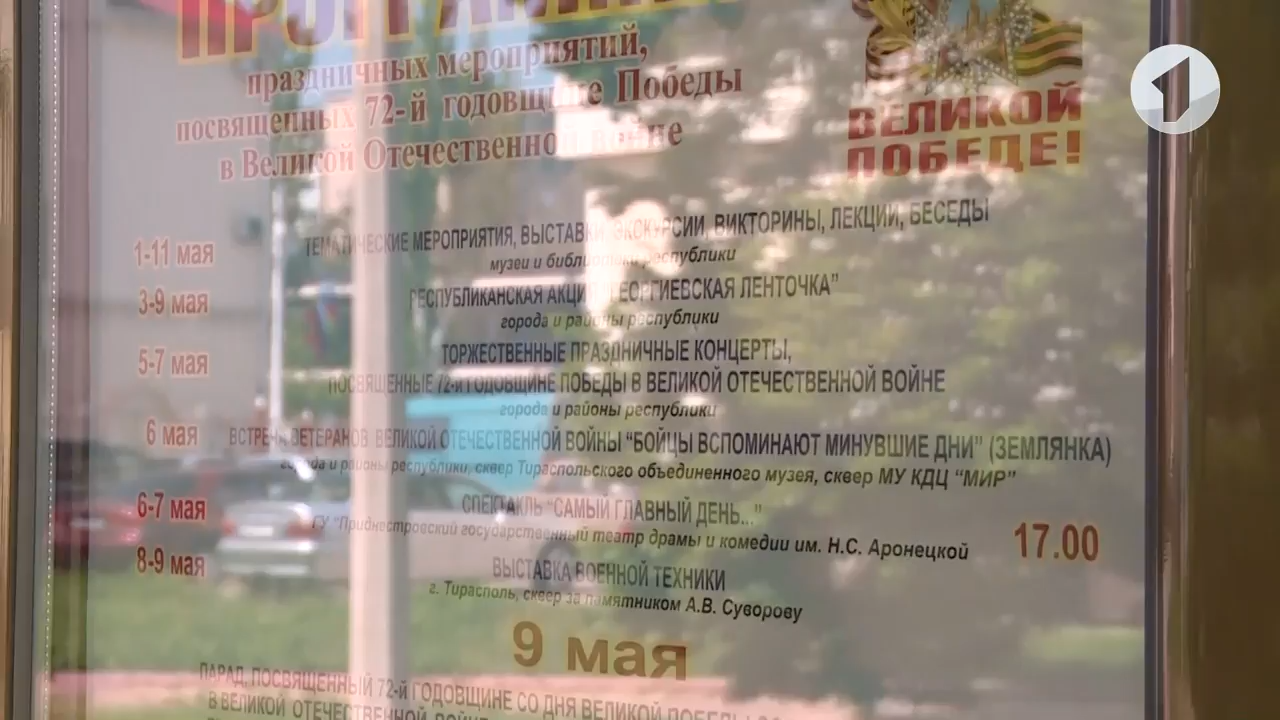 ПРОГРАММА
праздничных мероприятий,
посвященных 72-й годовщине Победы
в Великой Отечественной войне
ВЕЛИКОЙ
ПОБЕДЕ!
1-11 мая
ТЕМАТИЧЕСКИЕ МЕРОПРИЯТИЯ, ВЫСТАВКИ, ЭКСКУРСИИ, ВИКТОРИНЫ, ЛЕКЦИИ, БЕСЕДЫ
музеи и библиотеки республики
3-9 мая
РЕСПУБЛИКАНСКАЯ АКЦИЯ "ГЕОРГИЕВСКАЯ ЛЕНТОЧКА"
города и районы республики
5-7 мая
ТОРЖЕСТВЕННЫЕ ПРАЗДНИЧНЫЕ КОНЦЕРТЫ,
ПОСВЯЩЕННЫЕ 72-й ГОДОВЩИНЕ ПОБЕДЫ В ВЕЛИКОЙ ОТЕЧЕСТВЕННОЙ ВОЙНЕ
города и районы республики
6 мая
ВСТРЕЧА ВЕТЕРАНОВ ВЕЛИКОЙ ОТЕЧЕСТВЕННОЙ ВОЙНЫ "БОЙЦЫ ВСПОМИНАЮТ МИНУВШИЕ ДНИ" (ЗЕМЛЯНКА)
города и районы республики, сквер Тираспольского объединенного музея, сквер МУ КДЦ "МИР"
6-7 мая
СПЕКТАКЛЬ "САМЫЙ ГЛАВНЫЙ ДЕНЬ..."
ГУ "Приднестровский государственный театр драмы и комедии им. Н.С. Аронецкой
17.00
8-9 мая
ВЫСТАВКА ВОЕННОЙ ТЕХНИКИ
г. Тирасполь, сквер за памятником А.В. Суворову
9 мая
ПАРАД, ПОСВЯЩЕННЫЙ 72-й ГОДОВЩИНЕ СО ДНЯ ВЕЛИКОЙ ПОБЕДЫ
В ВЕЛИКОЙ ОТЕЧЕСТВЕННОЙ ВОЙНЕ